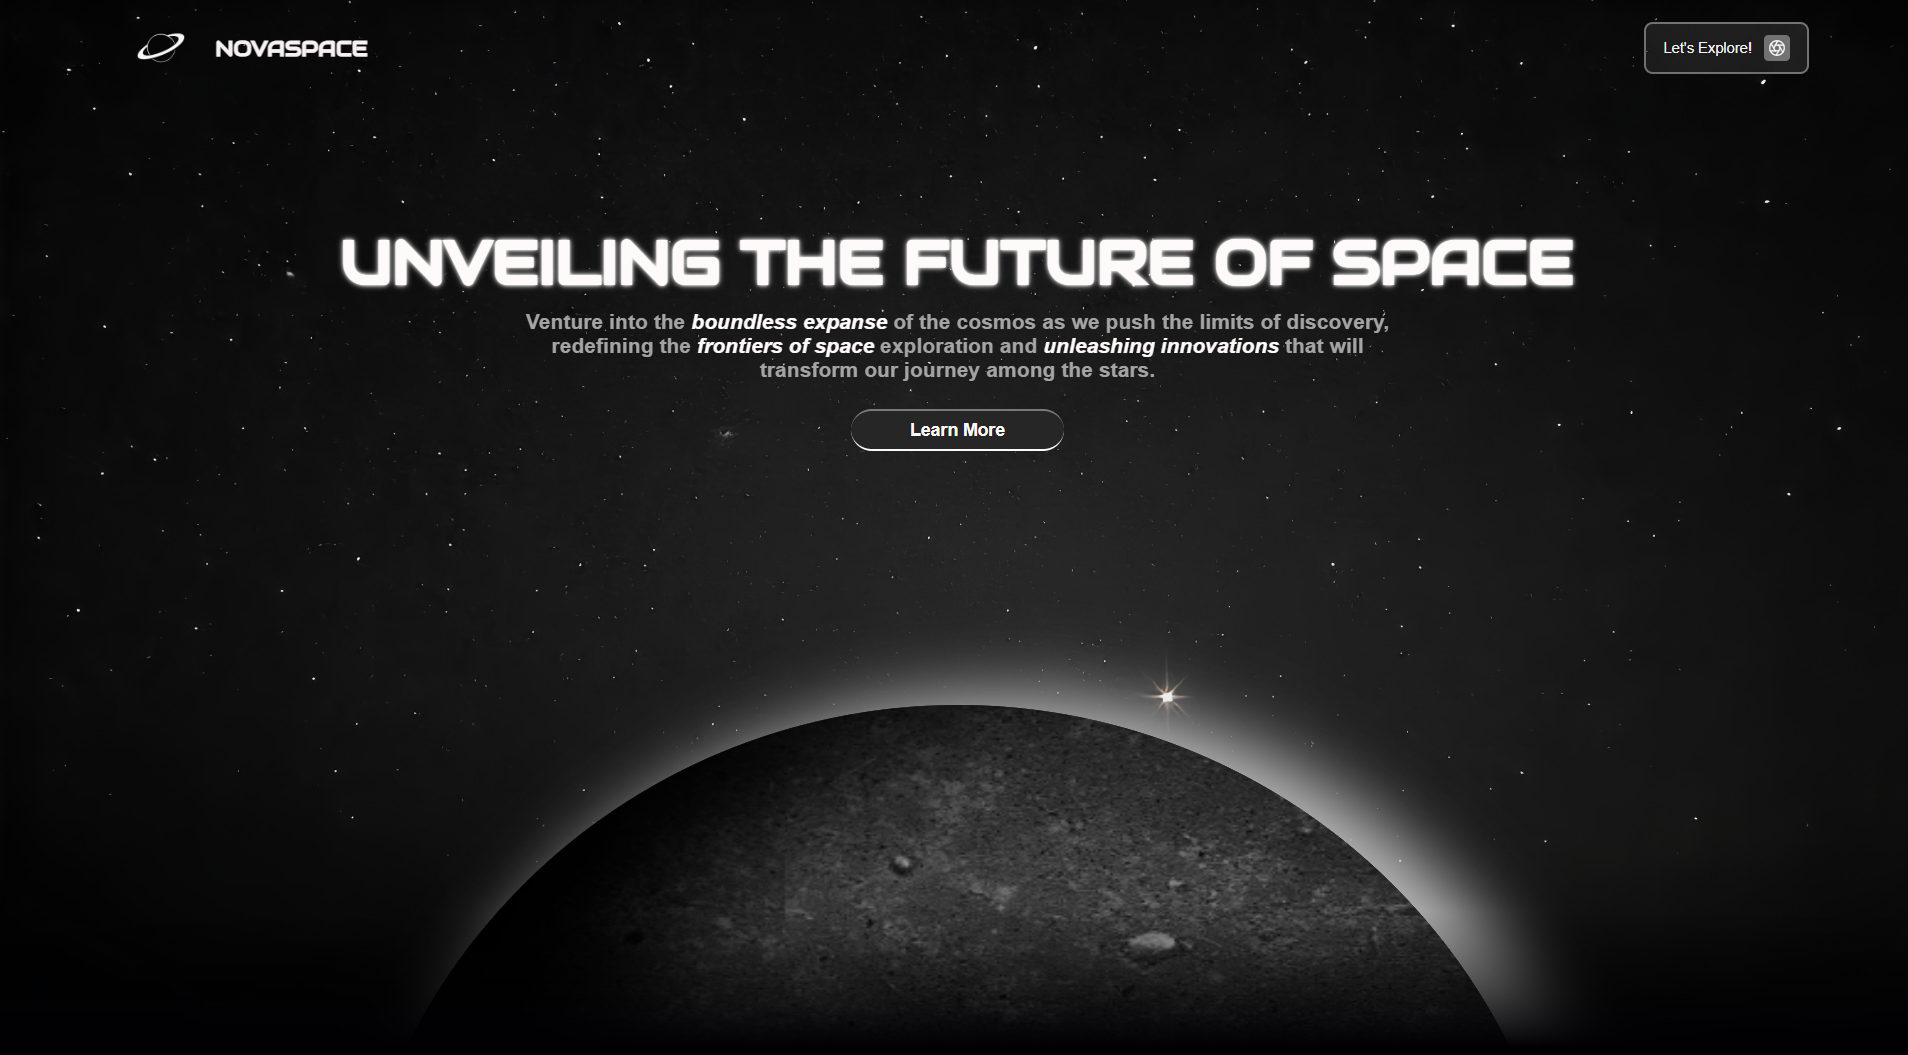 NOVASPACE
Let's Explore!
UNVEILING THE FUTURE OF SPACE
Venture into the boundless expanse of the cosmos as we push the limits of discovery,
redefining the frontiers of space exploration and unleashing innovations that will
transform our journey among the stars.
Learn More